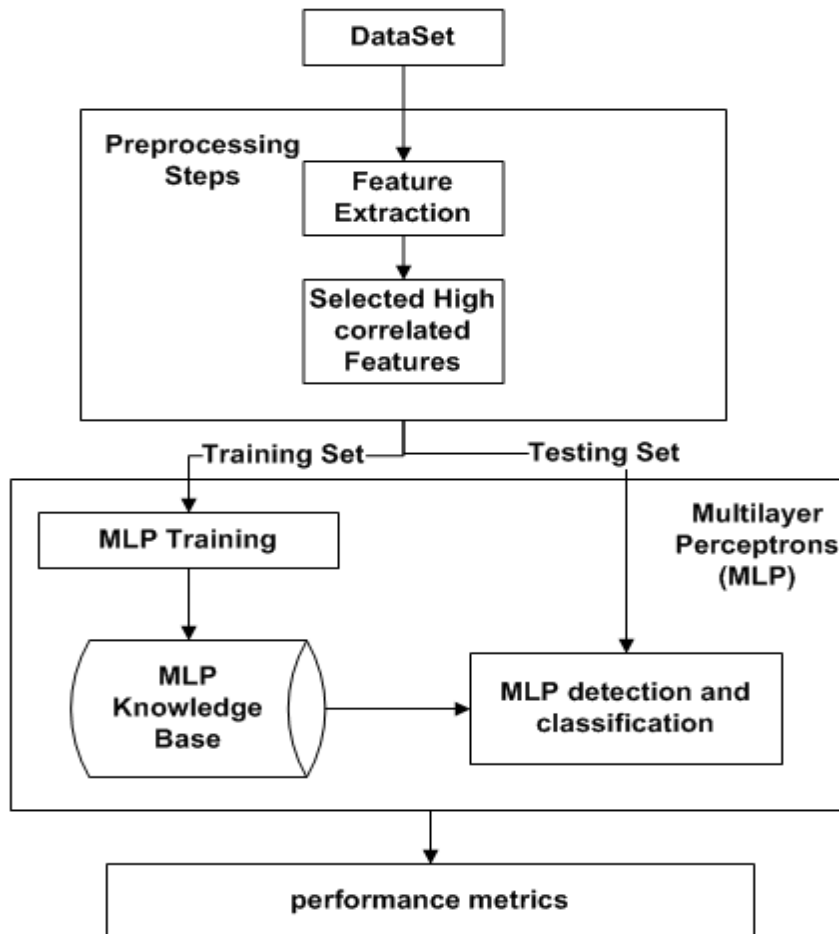 DataSet
Preprocessing
Steps
Feature
Extraction
Selected High
correlated
Features
Training Set
Testing Set
Multilayer
Perceptrons
(MLP)
MLP Training
MLP
Knowledge
Base
MLP detection and
classification
performance metrics